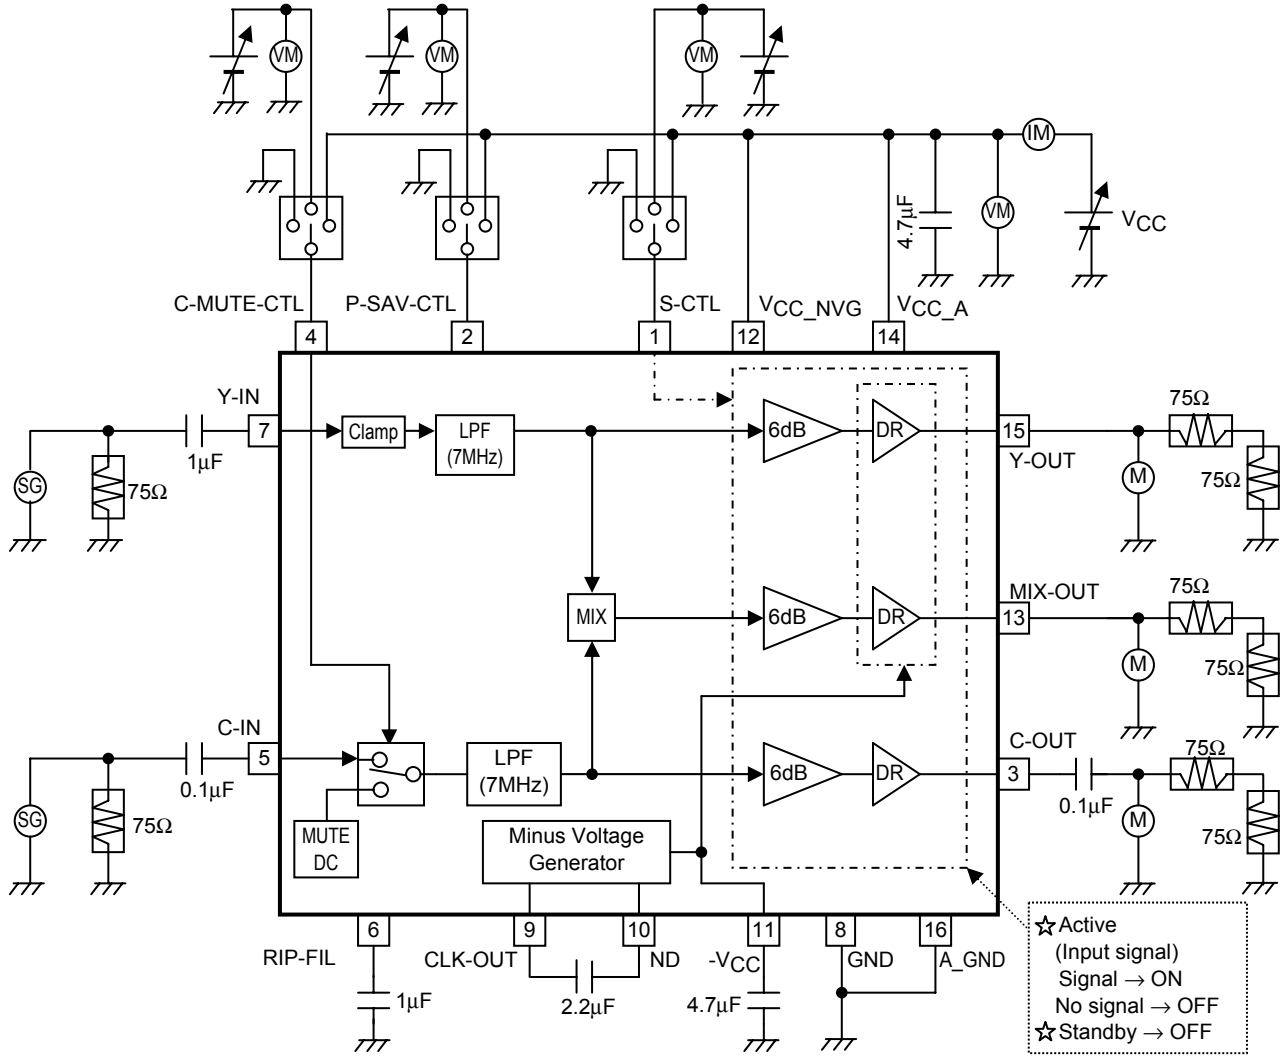 VM
VM
VM
IM
4.7μF
VM
VCC
C-MUTE-CTL
P-SAV-CTL
S-CTL
VCC_NVG
VCC_A
4
2
1
12
14
Y-IN
7
1μF
SG
75Ω
Clamp
LPF
(7MHz)
6dB
DR
15
Y-OUT
75Ω
M
75Ω
MIX
6dB
DR
MIX-OUT
13
75Ω
M
75Ω
C-IN
5
0.1μF
SG
75Ω
MUTE
DC
LPF
(7MHz)
6dB
DR
C-OUT
3
0.1μF
75Ω
M
75Ω
Minus Voltage
Generator
6
9
10
11
8
16
RIP-FIL
CLK-OUT
ND
-VCC
GND
A_GND
1μF
2.2μF
4.7μF
☆Active
(Input signal)
Signal → ON
No signal → OFF
☆Standby → OFF